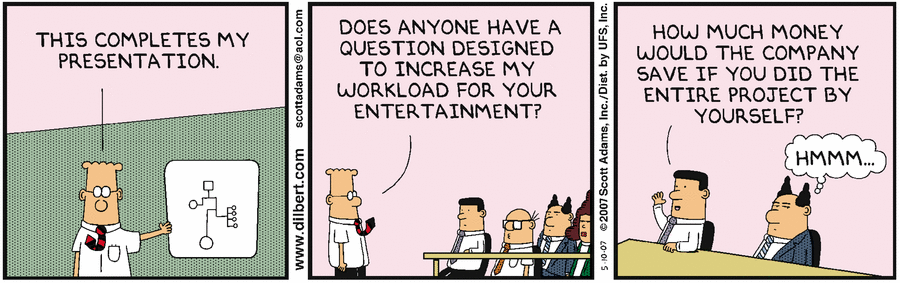 THIS COMPLETES MY
PRESENTATION.
scottadams@aol.com
www.dilbert.com
DOES ANYONE HAVE A
QUESTION DESIGNED
TO INCREASE MY
WORKLOAD FOR YOUR
ENTERTAINMENT?
5-10-07 © 2007 Scott Adams, Inc./Dist. by UFS, Inc.
HOW MUCH MONEY
WOULD THE COMPANY
SAVE IF YOU DID THE
ENTIRE PROJECT BY
YOURSELF?
HMMM...